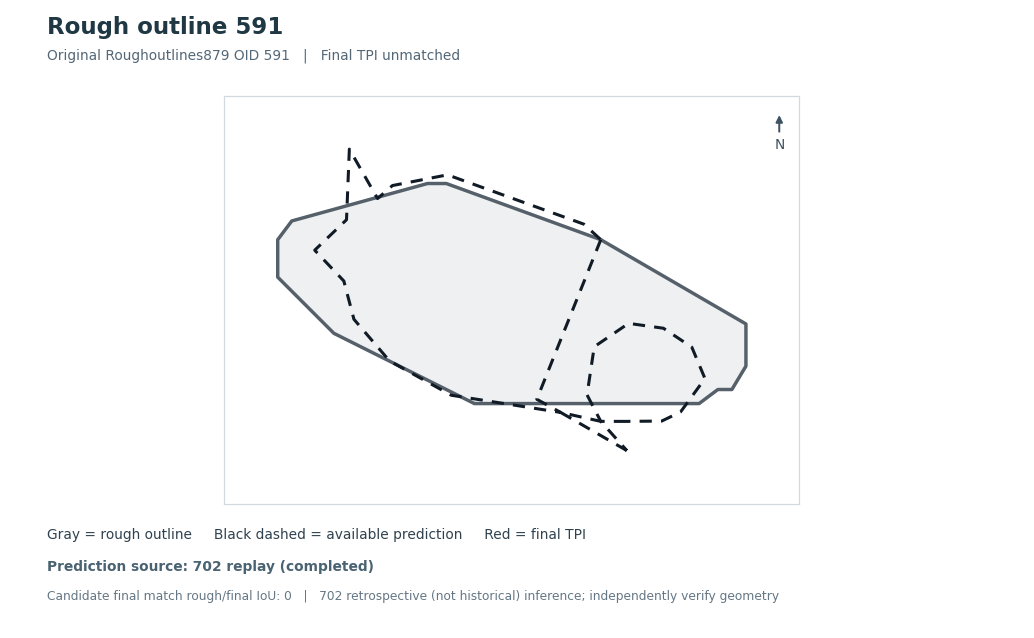 Rough outline 591
Original Roughoutlines879 OID 591   |   Final TPI unmatched
N
Gray = rough outline     Black dashed = available prediction     Red = final TPI
Prediction source: 702 replay (completed)
Candidate final match rough/final IoU: 0   |   702 retrospective (not historical) inference; independently verify geometry